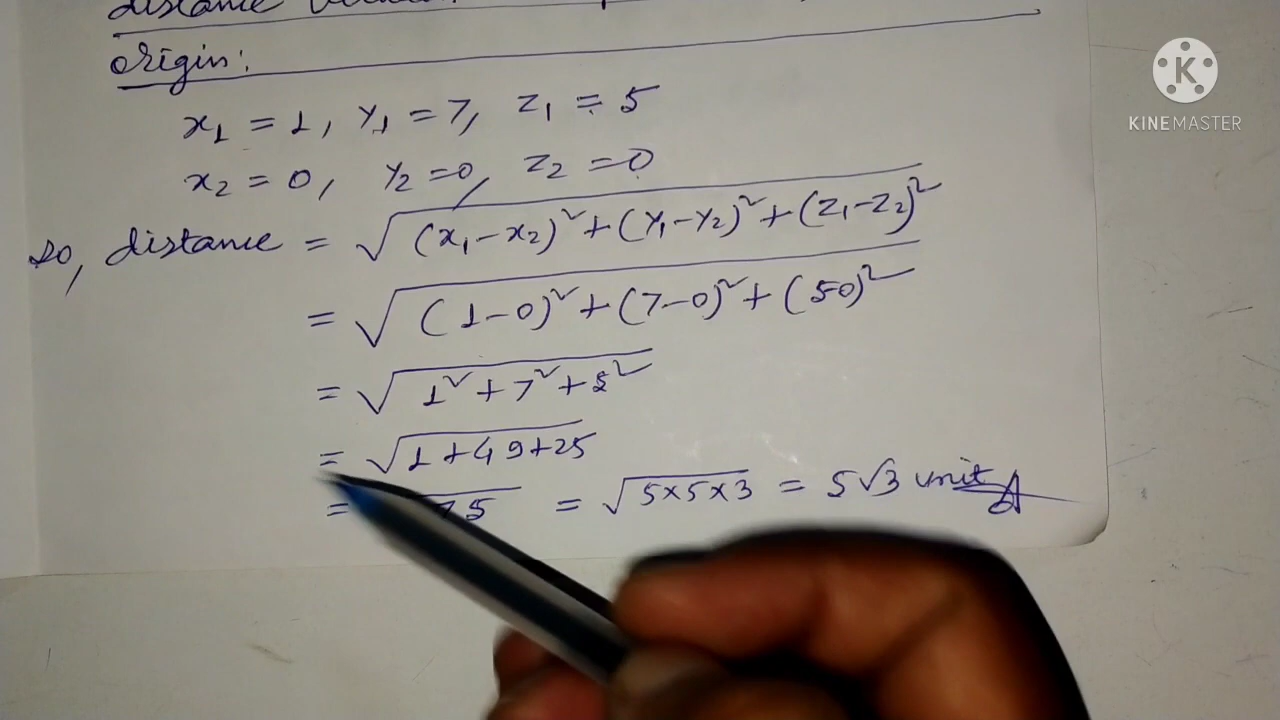 distance
origin:
x₁ = 1, y₁ = 7, z₁ = 5
x₂ = 0, y₂ = 0, z₂ = 0
so, distance = √(x₁-x₂)² + (y₁-y₂)² + (z₁-z₂)²
= √(1-0)² + (7-0)² + (50)²
= √1² + 7² + 5²
= √1+49+25
= 75 = √5×5×3 = 5√3 unit
K
KINEMASTER